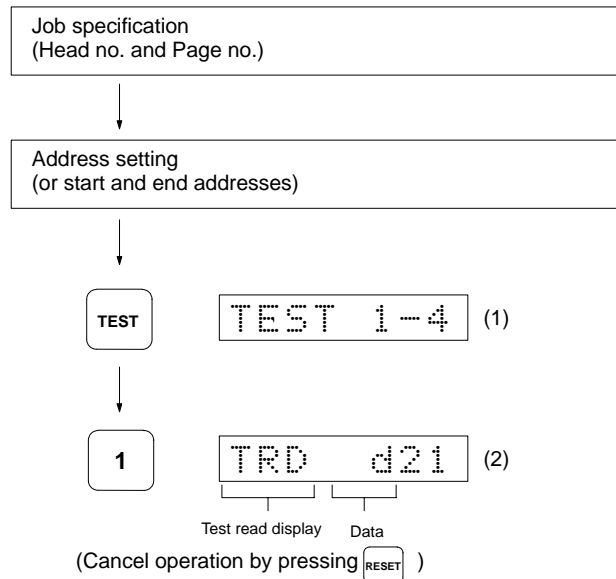 Job specification
(Head no. and Page no.)
Address setting
(or start and end addresses)
TEST TEST 1-4 (1)
1 TRD d21 (2)
Test read display Data
(Cancel operation by pressing RESET )